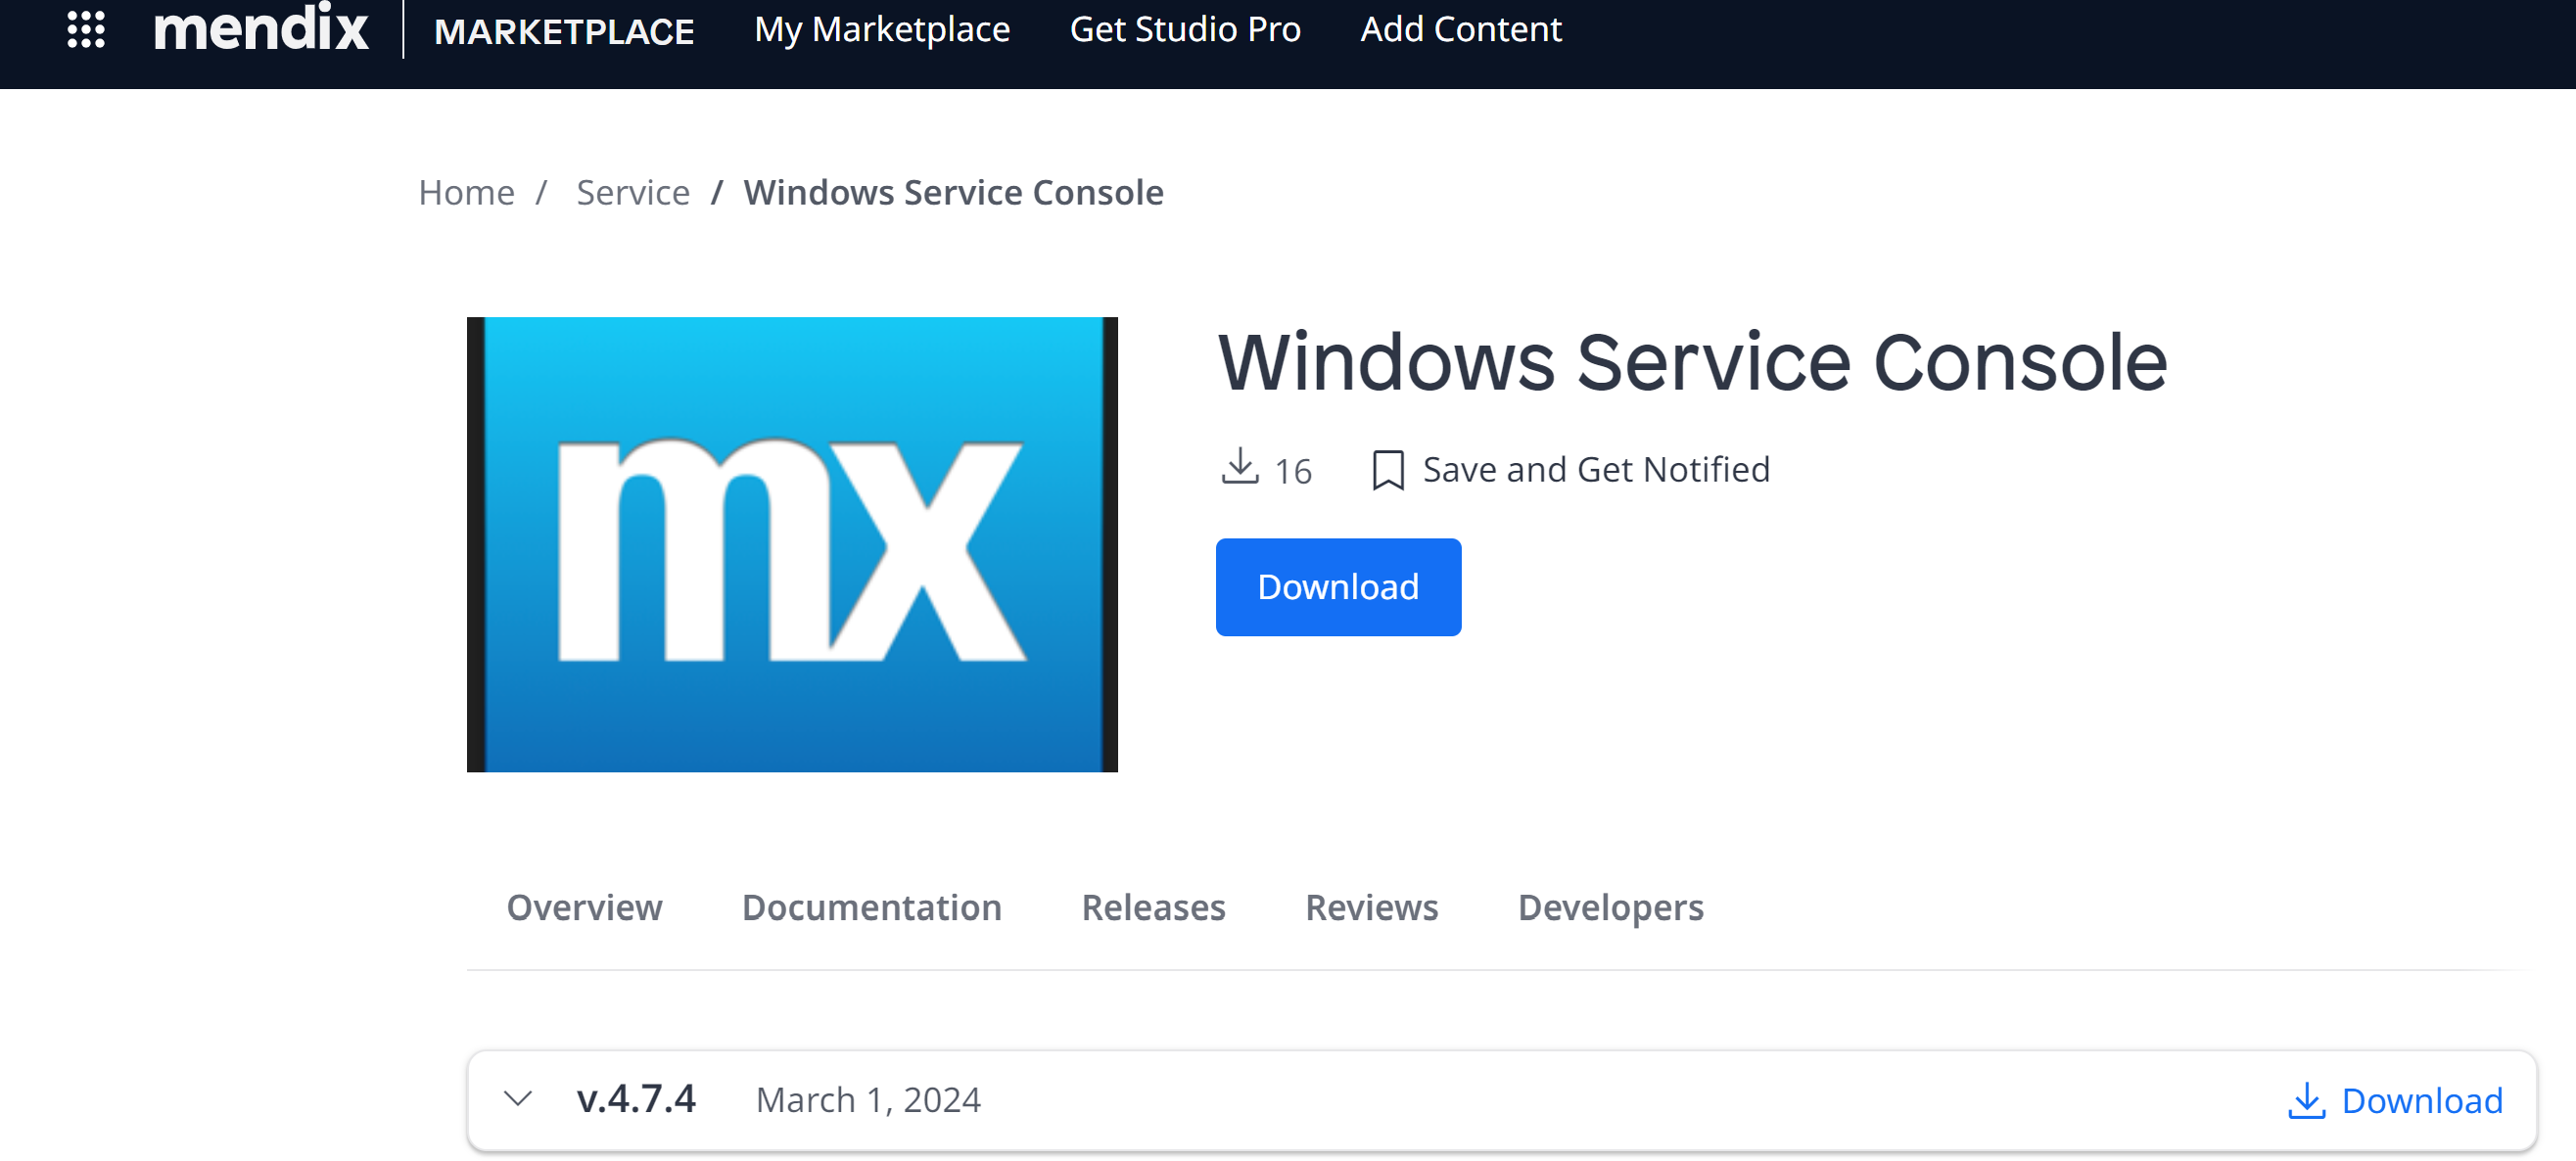 mendix MARKETPLACE My Marketplace Get Studio Pro Add Content
Home / Service / Windows Service Console
mx
Windows Service Console
16 Save and Get Notified
Download
Overview Documentation Releases Reviews Developers
v.4.7.4 March 1, 2024 Download